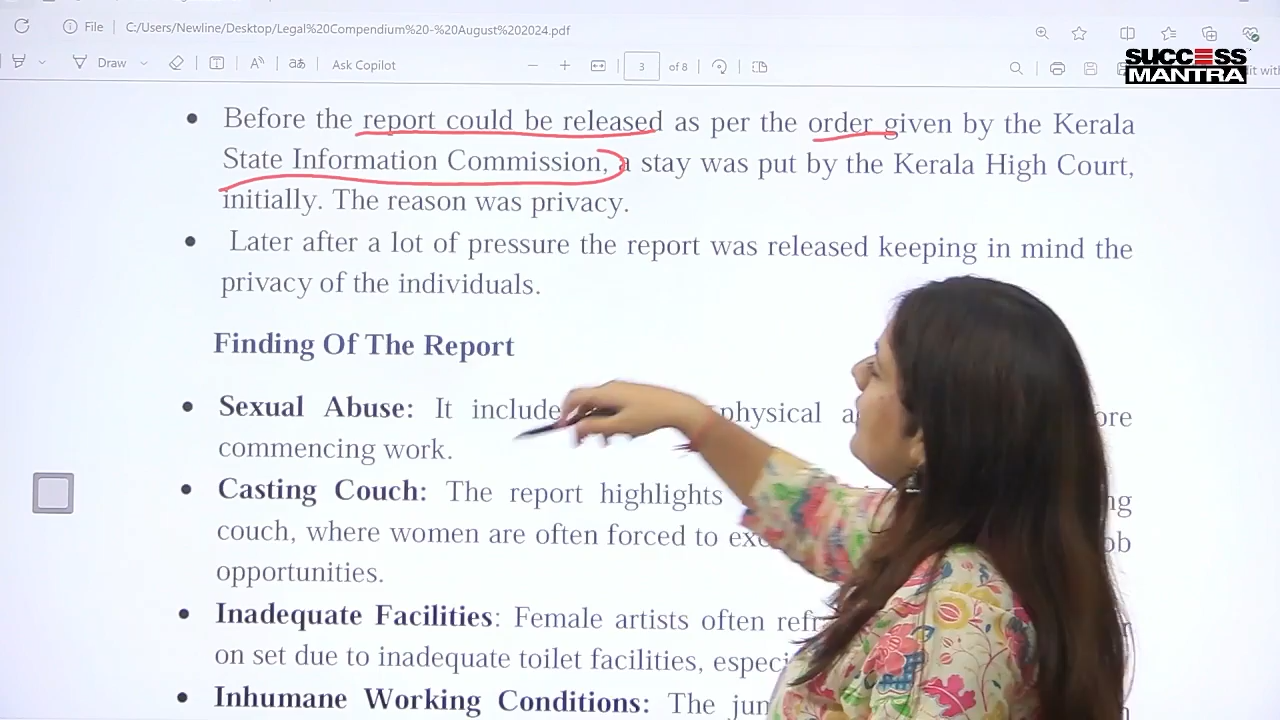 File C:/Users/Newline/Desktop/Legal%20Compendium%20-%20August%202024.pdf
Draw Ask Copilot 3 of 8
SUCCESS
MANTRA
it with
• Before the report could be released as per the order given by the Kerala
State Information Commission, a stay was put by the Kerala High Court,
initially. The reason was privacy.
• Later after a lot of pressure the report was released keeping in mind the
privacy of the individuals.
Finding Of The Report
• Sexual Abuse: It include physical
commencing work.
• Casting Couch: The report highlights
couch, where women are often forced to
opportunities.
• Inadequate Facilities: Female artists often
on set due to inadequate toilet facilities,
• Inhumane Working Conditions: The